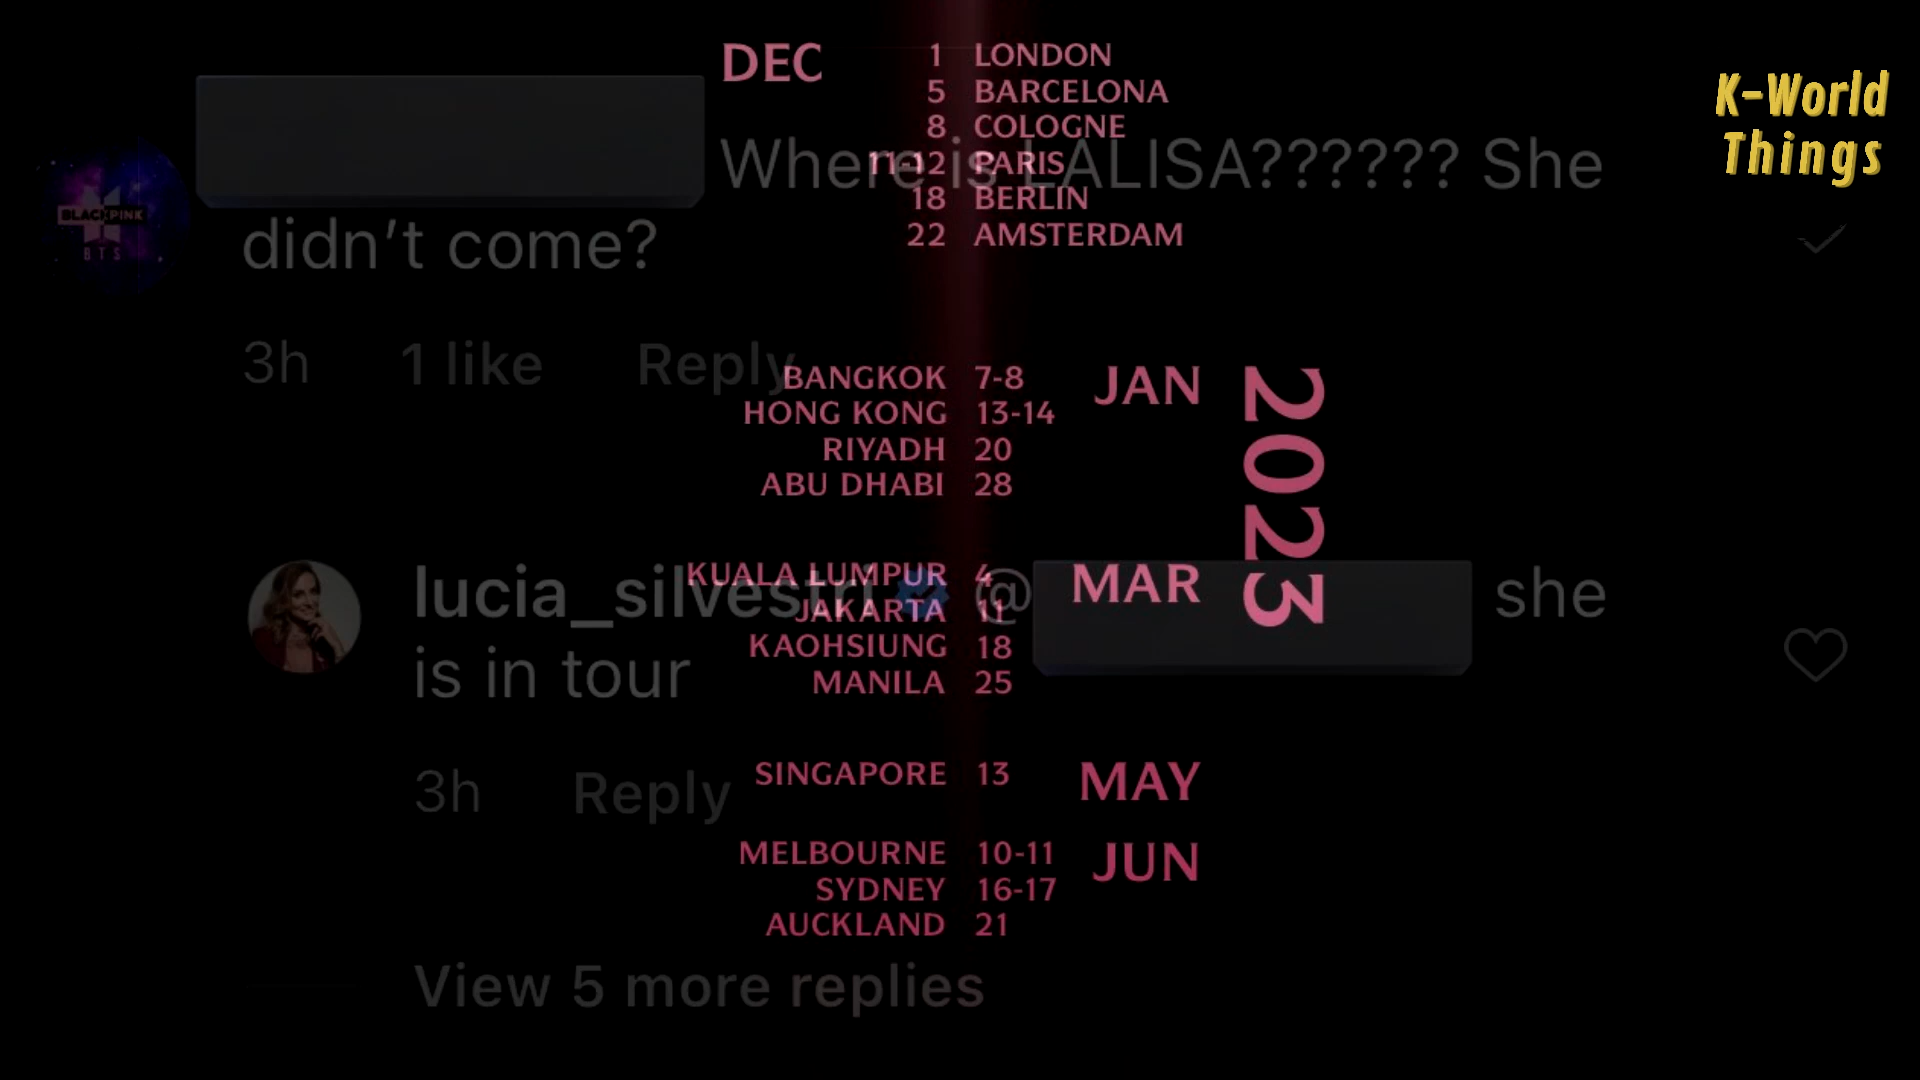 DEC 1 LONDON
5 BARCELONA
8 COLOGNE
11-12 PARIS
18 BERLIN
22 AMSTERDAM
K-World
Things
Where is LALISA?????? She
didn't come?
BLACKPINK
BTS
3h 1 like Reply
BANGKOK 7-8 JAN 2023
HONG KONG 13-14
RIYADH 20
ABU DHABI 28
KUALA LUMPUR 4 MAR
JAKARTA 11
KAOHSIUNG 18
MANILA 25
lucia_silvestri @ she
is in tour
3h Reply
SINGAPORE 13 MAY
MELBOURNE 10-11 JUN
SYDNEY 16-17
AUCKLAND 21
View 5 more replies